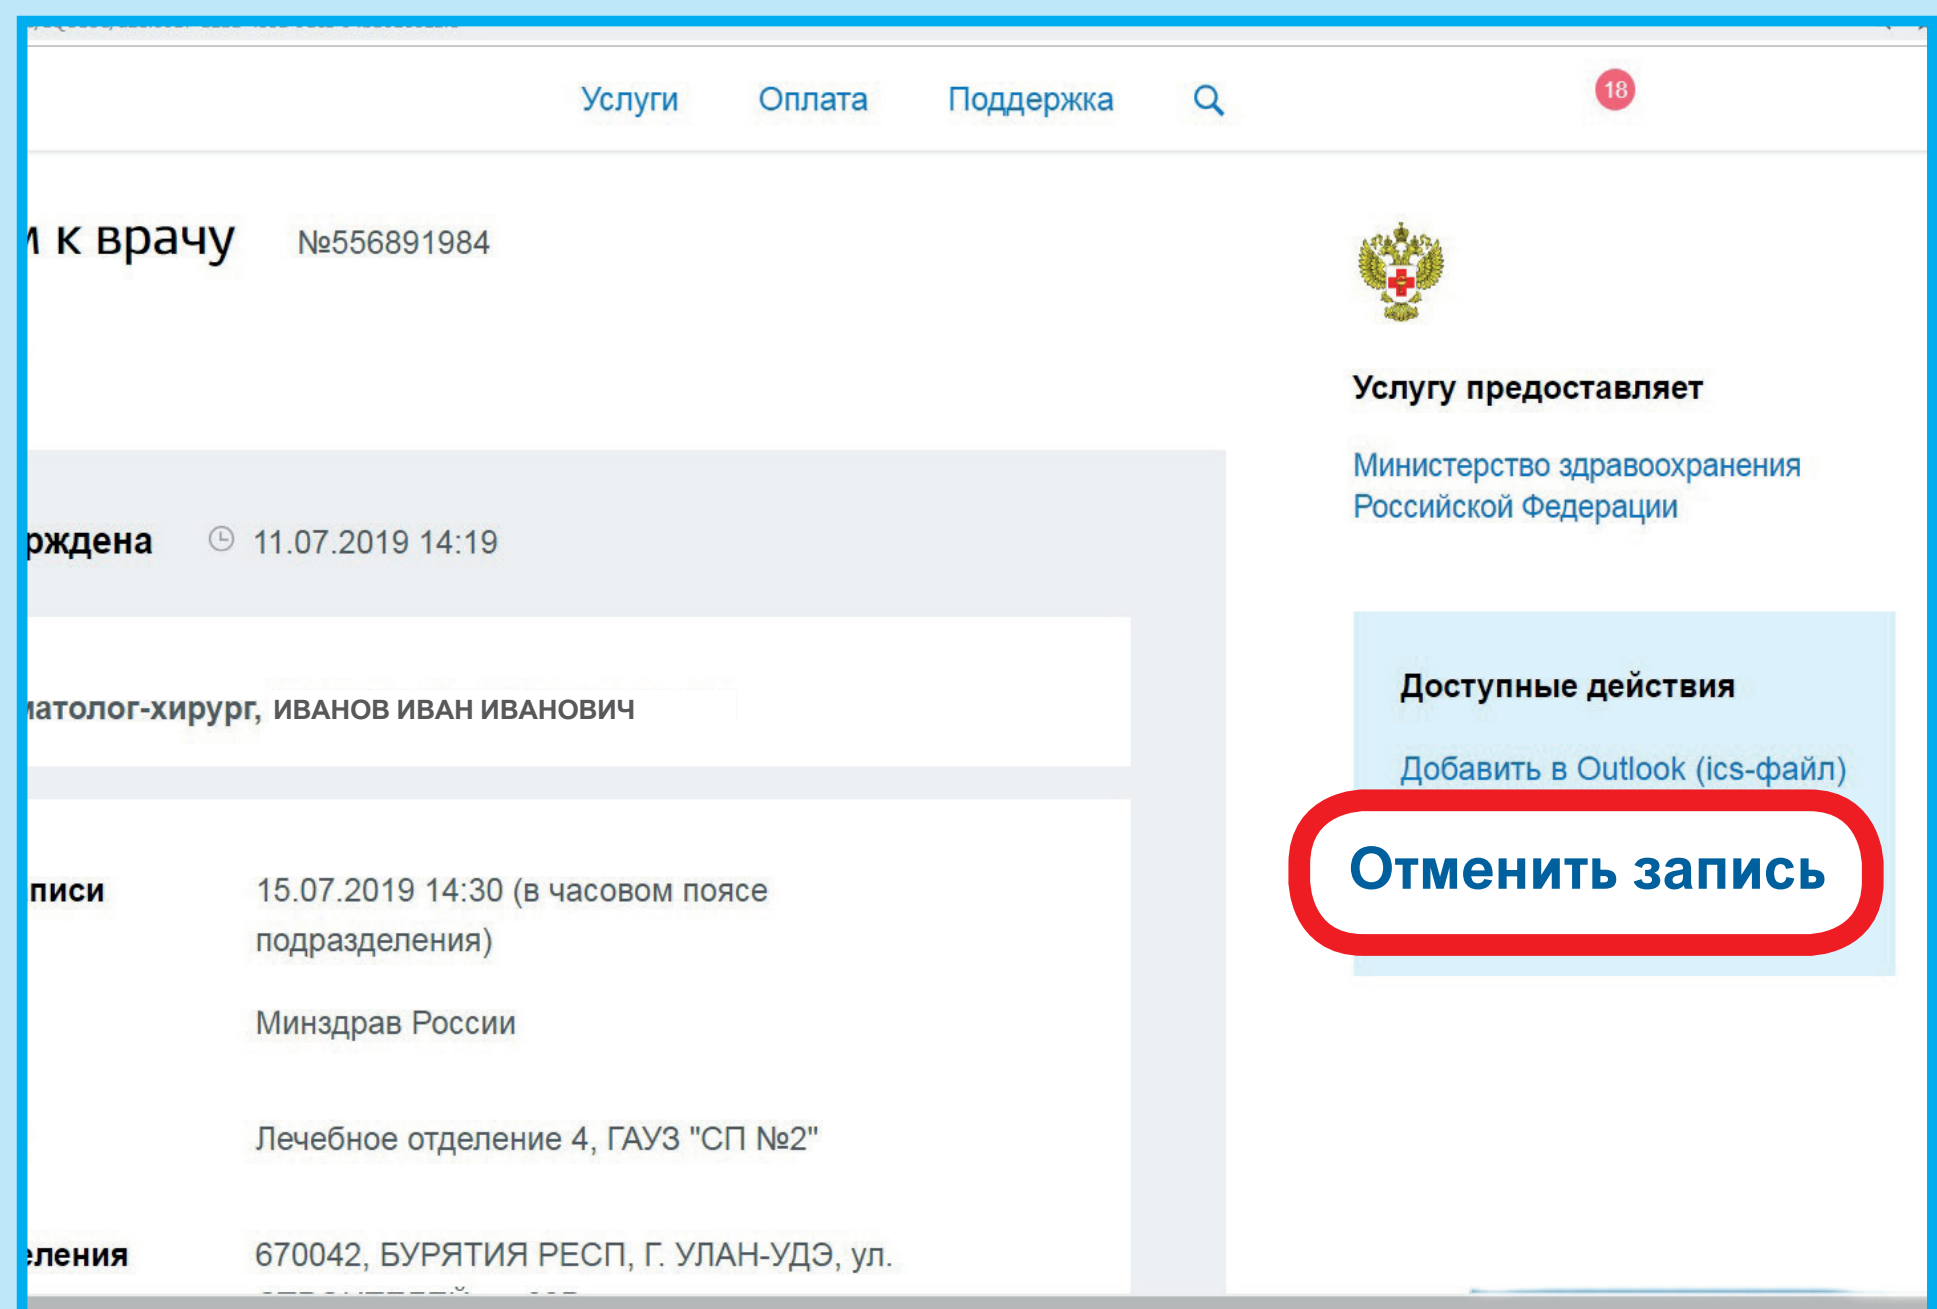 Услуги Оплата Поддержка 18
к врачу №556891984
Услугу предоставляет
Министерство здравоохранения
Российской Федерации
рждена 11.07.2019 14:19
Доступные действия
атолог-хирург, ИВАНОВ ИВАН ИВАНОВИЧ
Добавить в Outlook (ics-файл)
Отменить запись
писи 15.07.2019 14:30 (в часовом поясе
подразделения)
Минздрав России
Лечебное отделение 4, ГАУЗ "СП №2"
еления 670042, БУРЯТИЯ РЕСП, Г. УЛАН-УДЭ, ул.